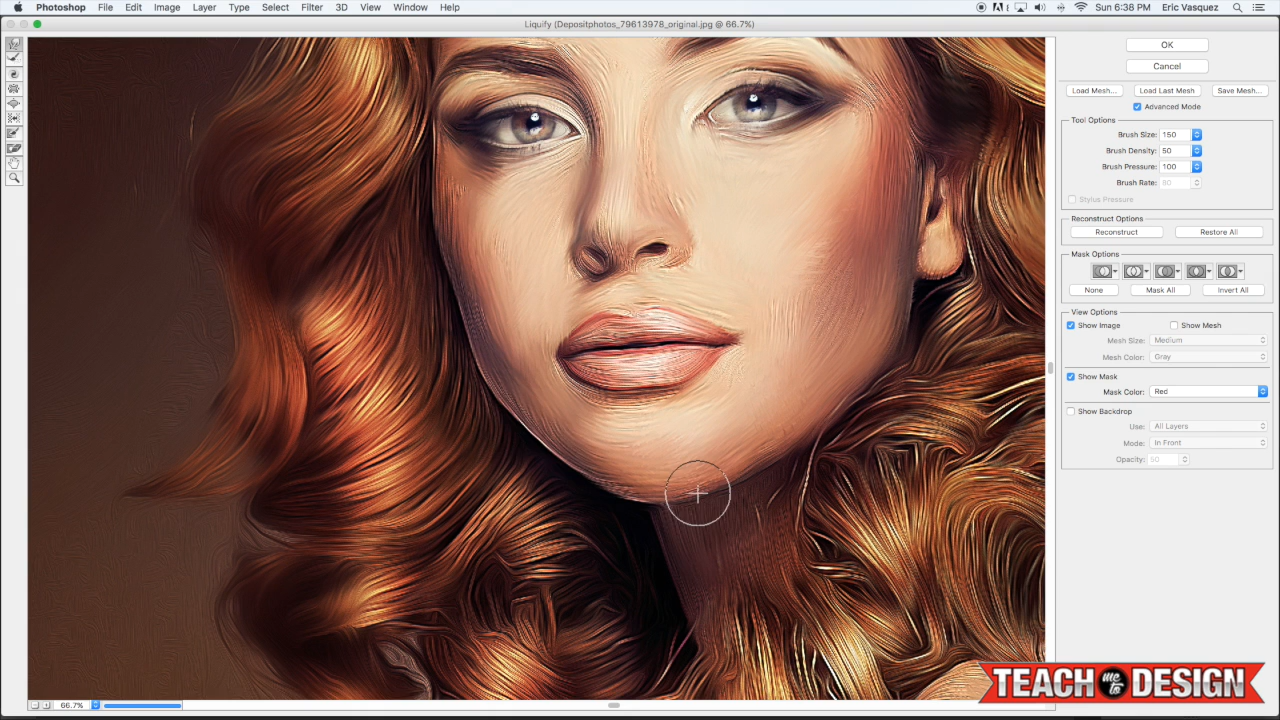 Photoshop File Edit Image Layer Type Select Filter 3D View Window Help Sun 6:38 PM Eric Vasquez
Liquify (Depositphotos_79613978_original.jpg @ 66.7%)
OK
Cancel
Load Mesh... Load Last Mesh Save Mesh...
Advanced Mode
Tool Options
Brush Size: 150
Brush Density: 50
Brush Pressure: 100
Brush Rate: 80
Stylus Pressure
Reconstruct Options
Reconstruct Restore All
Mask Options
None Mask All Invert All
View Options
Show Image Show Mesh
Mesh Size: Medium
Mesh Color: Gray
Show Mask
Mask Color: Red
Show Backdrop
Use: All Layers
Mode: In Front
Opacity: 50
TEACH me to DESIGN
66.7%